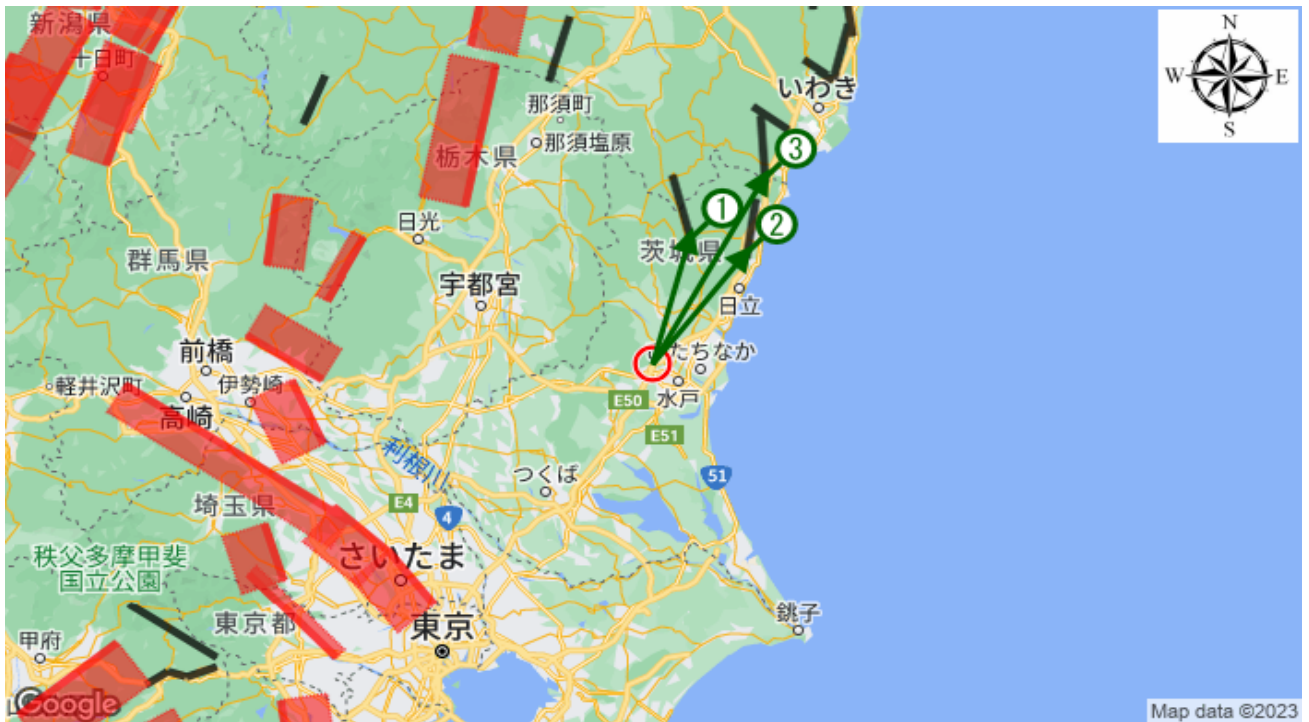 新潟県
十日町
いわき
N
W
E
S
那須町
那須塩原
③
栃木県
①
日光
②
茨城県
群馬県
宇都宮
日立
前橋
たちなか
軽井沢町
伊勢崎
E50
水戸
高崎
E51
利根川
つくば
51
埼玉県
E4
4
秩父多摩甲斐
国立公園
さいたま
東京都
東京
銚子
甲府
Google
Map data ©2023